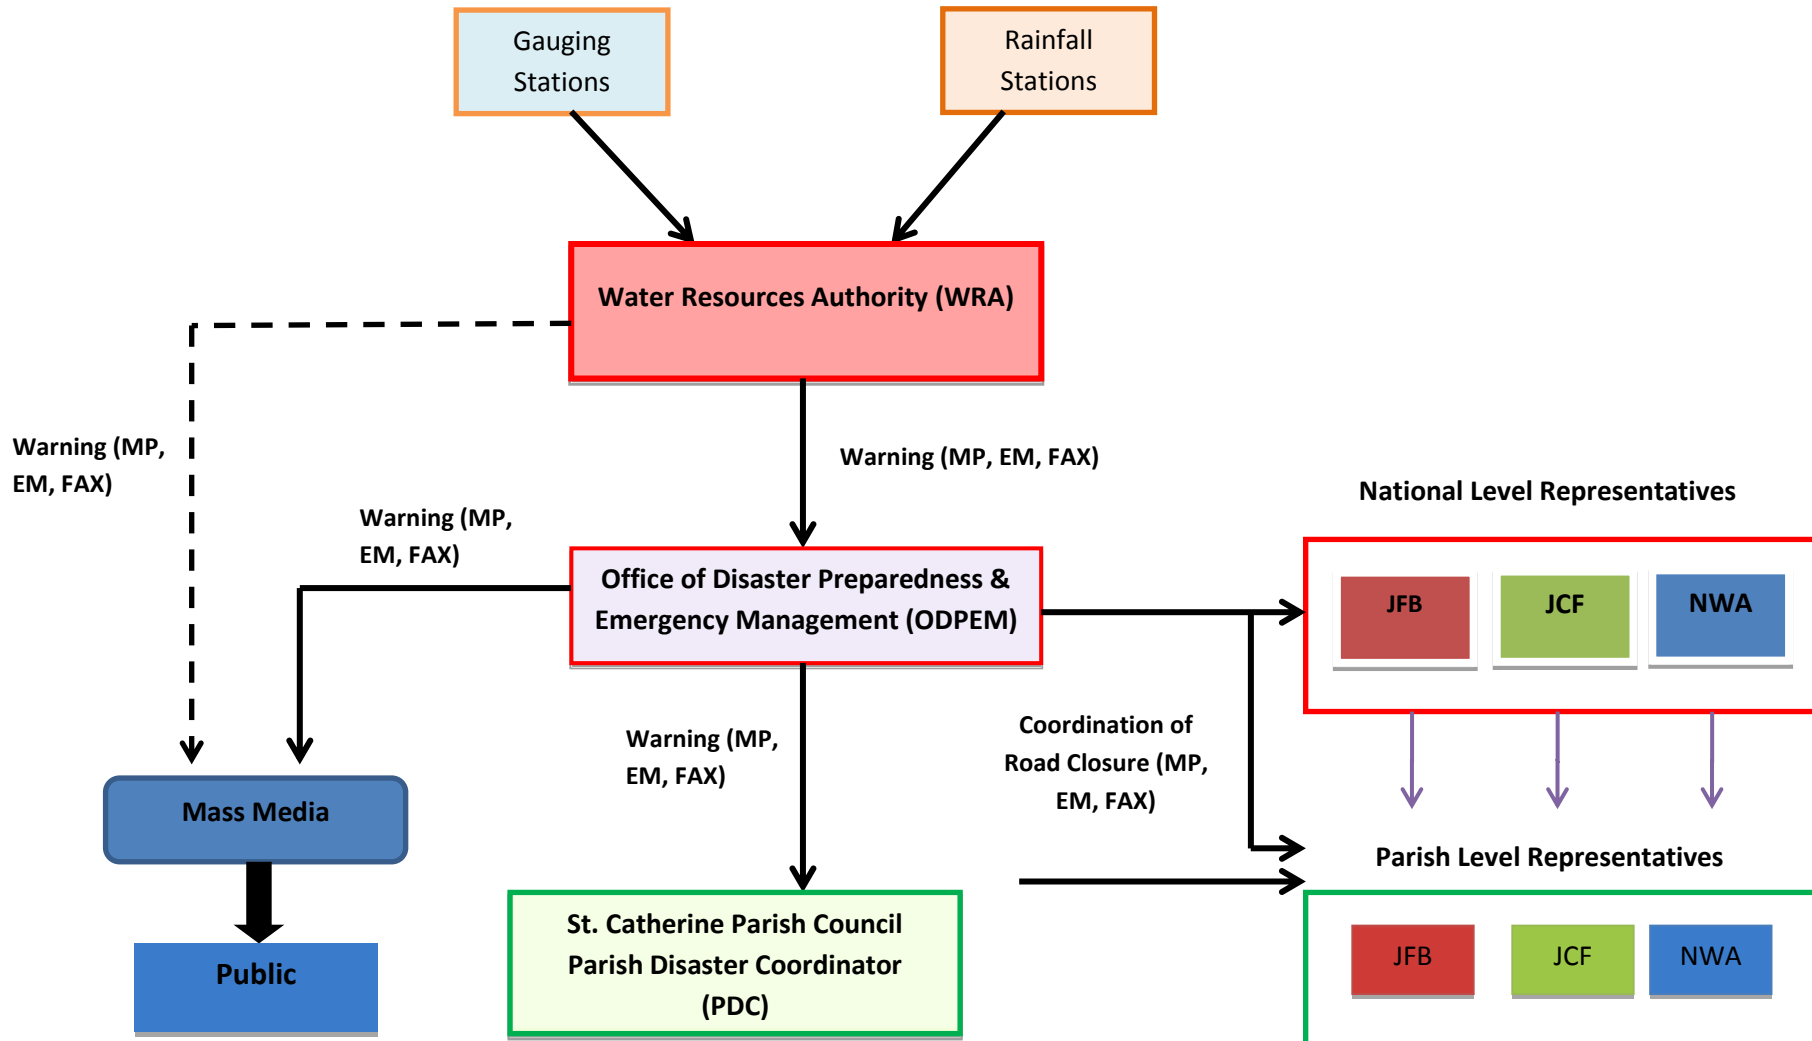 Gauging
Stations
Rainfall
Stations
Water Resources Authority (WRA)
Warning (MP,
EM, FAX)
Warning (MP, EM, FAX)
Warning (MP,
EM, FAX)
National Level Representatives
Office of Disaster Preparedness &
Emergency Management (ODPEM)
JFB
JCF
NWA
Warning (MP,
EM, FAX)
Coordination of
Road Closure (MP,
EM, FAX)
Mass Media
Parish Level Representatives
Public
St. Catherine Parish Council
Parish Disaster Coordinator
(PDC)
JFB
JCF
NWA